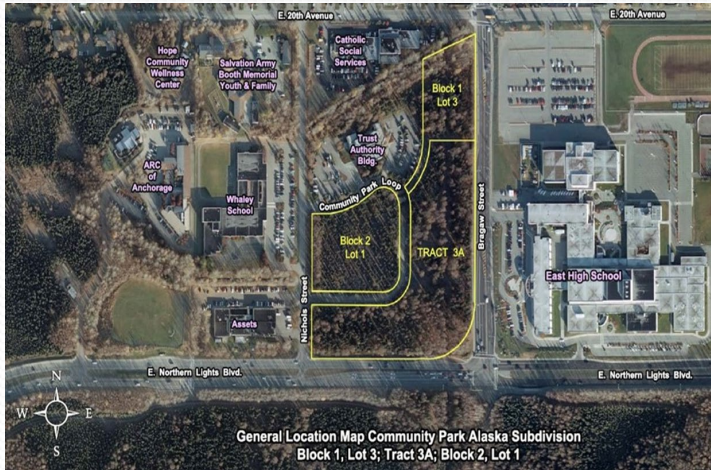 E. 20th Avenue
E. 20th Avenue
Hope
Community
Wellness
Center
Salvation Army
Booth Memorial
Youth & Family
Catholic
Social
Services
Block 1
Lot 3
Trust
Authority
Bldg.
ARC
of
Anchorage
Whaley
School
Community Park Loop
Block 2
Lot 1
TRACT 3A
Bragaw Street
East High School
Nichols Street
Assets
E. Northern Lights Blvd.
E. Northern Lights Blvd.
N
W
E
S
General Location Map Community Park Alaska Subdivision
Block 1, Lot 3; Tract 3A; Block 2, Lot 1